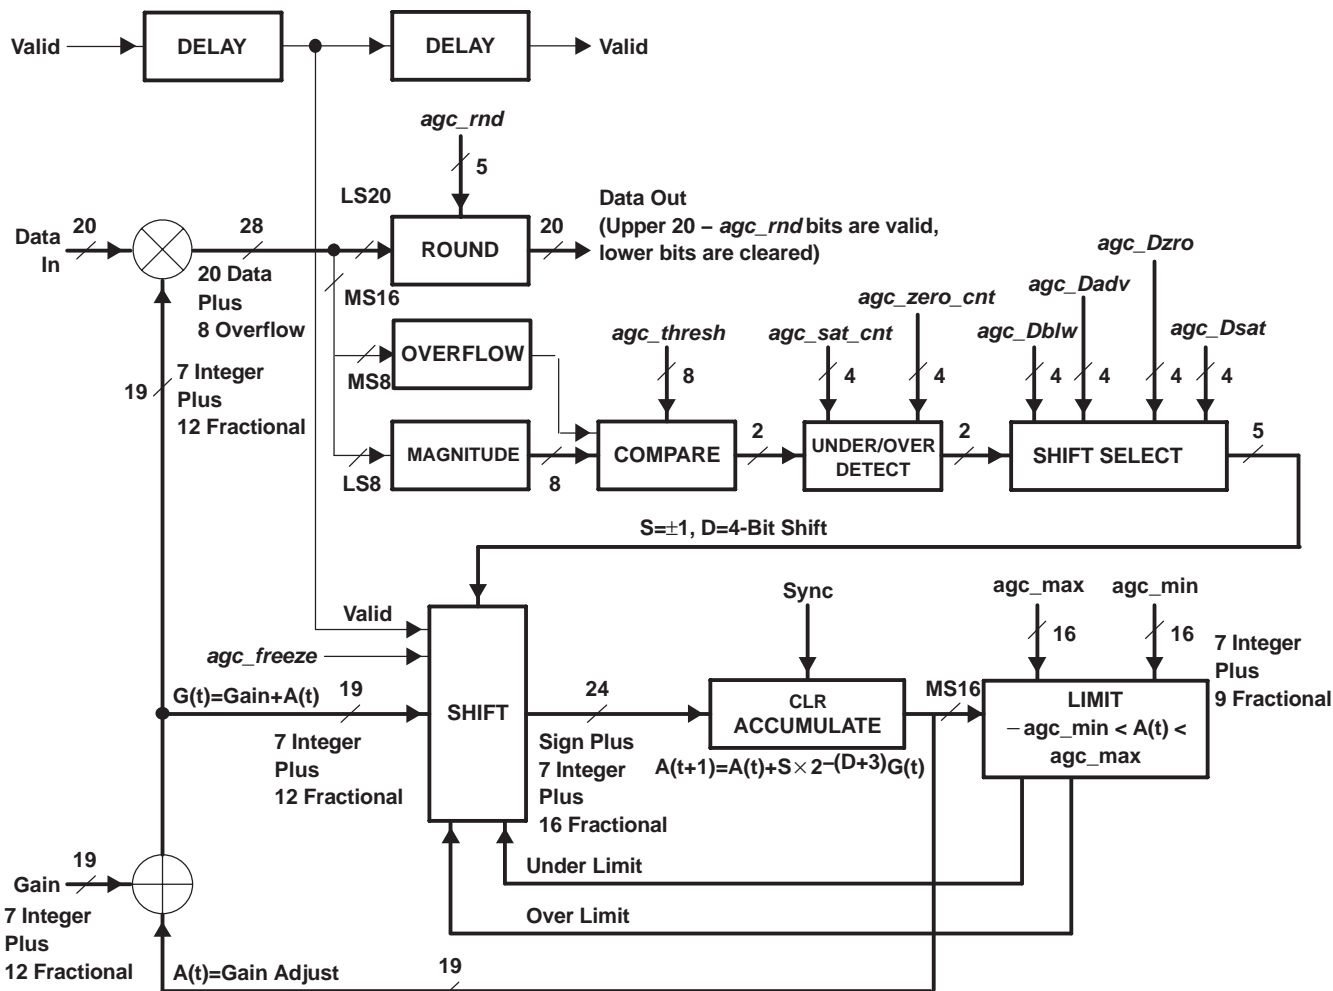 Valid
DELAY
DELAY
Valid
agc_rnd
5
LS20
Data Out
(Upper 20 – agc_rnd bits are valid,
lower bits are cleared)
20
Data
In
28
20 Data
Plus
8 Overflow
ROUND
20
MS16
agc_Dzro
agc_Dadv
agc_zero_cnt
agc_thresh
agc_sat_cnt
agc_Dblw
agc_Dsat
OVERFLOW
MS8
8
4
4
4
4
4
4
19
7 Integer
Plus
12 Fractional
MAGNITUDE
LS8
8
COMPARE
2
UNDER/OVER
DETECT
2
SHIFT SELECT
5
S=±1, D=4-Bit Shift
Valid
agc_freeze
G(t)=Gain+A(t)
19
7 Integer
Plus
12 Fractional
SHIFT
24
Sign Plus
7 Integer
Plus
16 Fractional
Sync
CLR
ACCUMULATE
A(t+1)=A(t)+S×2–(D+3)G(t)
MS16
agc_max
agc_min
16
16
7 Integer
Plus
9 Fractional
LIMIT
–agc_min < A(t) <
agc_max
Under Limit
Over Limit
Gain
19
7 Integer
Plus
12 Fractional
A(t)=Gain Adjust
19